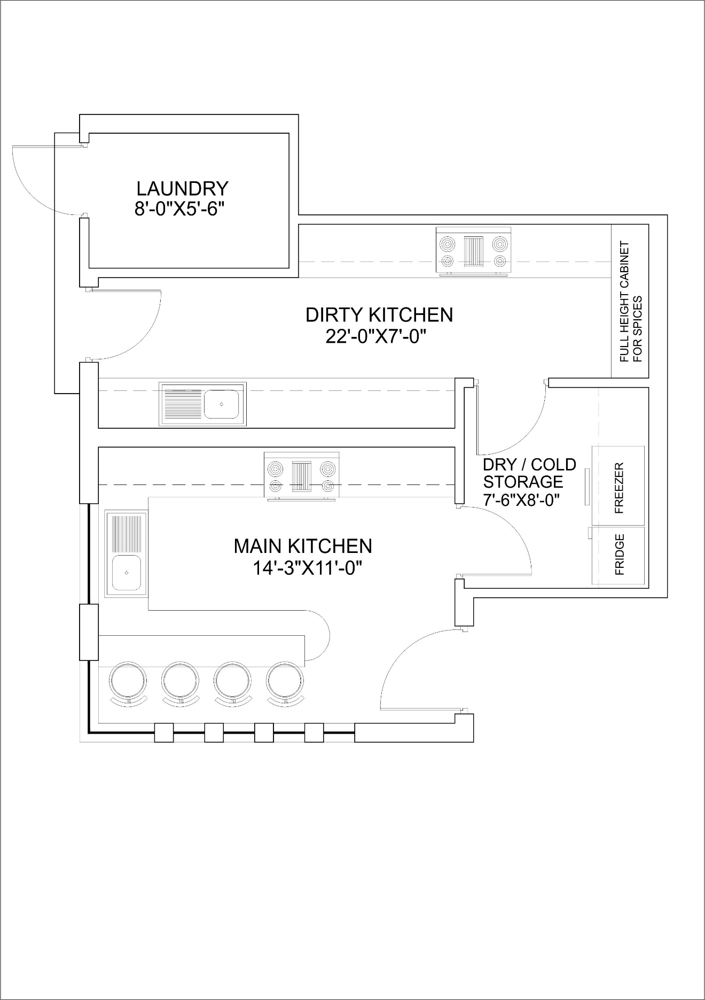 LAUNDRY
8'-0"X5'-6"
FULL HEIGHT CABINET
FOR SPICES
DIRTY KITCHEN
22'-0"X7'-0"
DRY / COLD
STORAGE
7'-6"X8'-0"
FREEZER
FRIDGE
MAIN KITCHEN
14'-3"X11'-0"